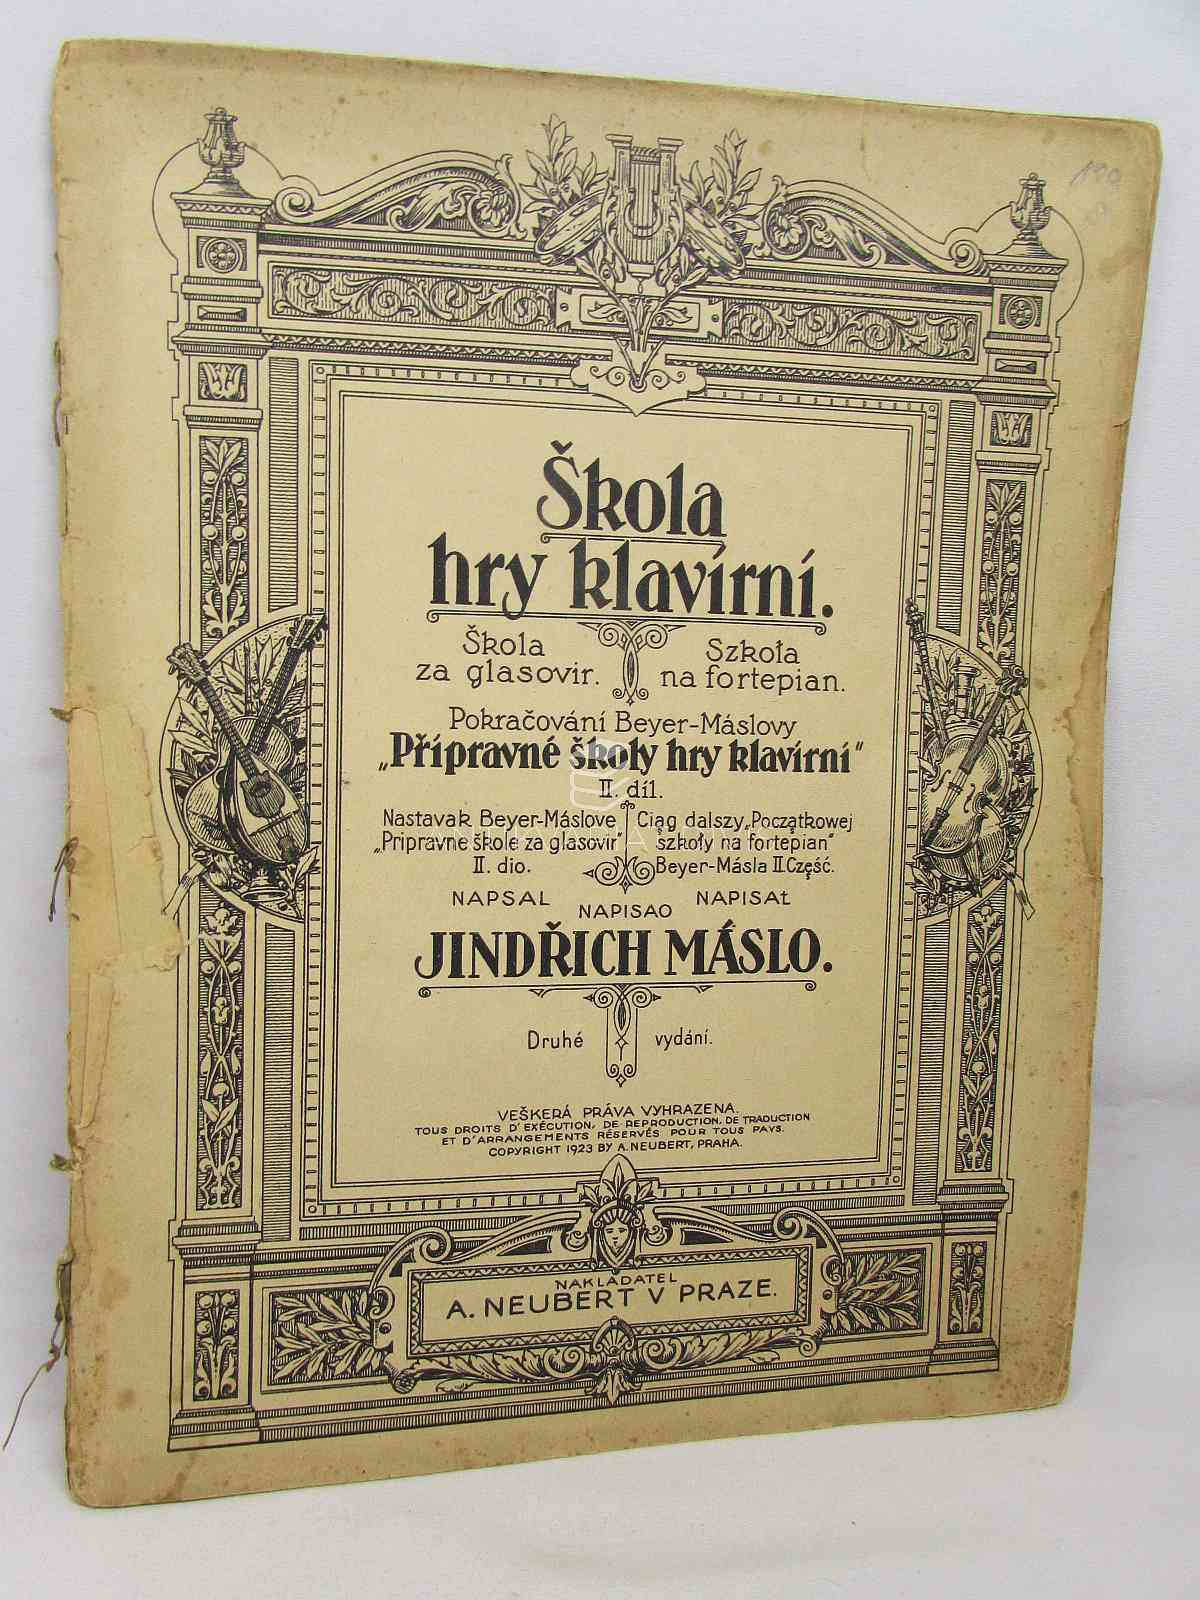 Škola
hry klavírní.
Škola
za glasovir.
Szkoła
na fortepian.
Pokračování Beyer-Máslovy
„Přípravné školy hry klavírní"
II. díl.
Nastavak Beyer-Máslove
„Pripravne škole za glasovir"
II. dio.
Ciąg dalszy „Początkowej
szkoły na fortepian"
Beyer-Másla II. Część.
NAPSAL NAPISAO NAPISAŁ
JINDŘICH MÁSLO.
Druhé vydání.
VEŠKERÁ PRÁVA VYHRAZENA.
TOUS DROITS D'EXÉCUTION, DE REPRODUCTION, DE TRADUCTION
ET D'ARRANGEMENTS RÉSERVÉS POUR TOUS PAYS.
COPYRIGHT 1923 BY A. NEUBERT, PRAHA.
NAKLADATEL
A. NEUBERT V PRAZE.